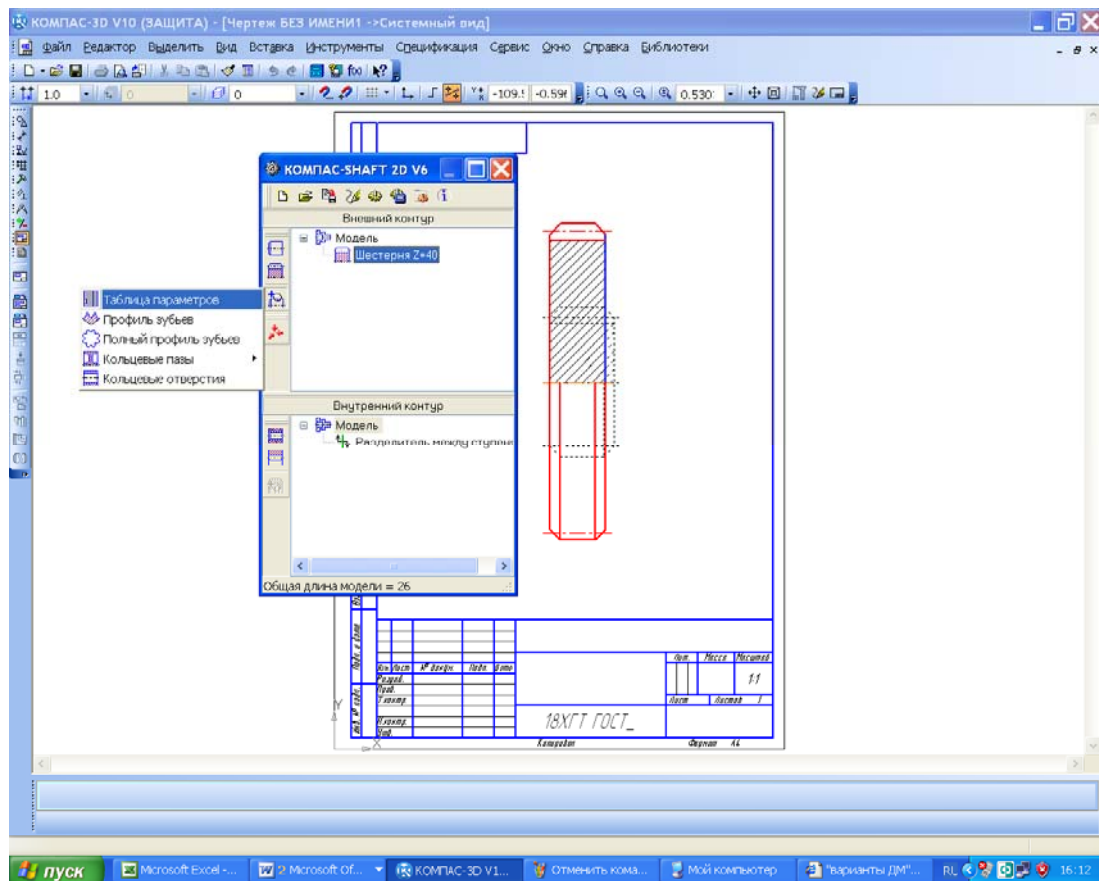 КОМПАС-3D V10 (ЗАЩИТА) - [Чертеж БЕЗ ИМЕНИ1 ->Системный вид]
Файл Редактор Выделить Вид Вставка Инструменты Спецификация Сервис Окно Справка Библиотеки
1.0 0 0 -109.5 -0.596 0.530
КОМПАС-SHAFT 2D V6
Внешний контур
Модель
Шестерня Z=40
Таблица параметров
Профиль зубьев
Полный профиль зубьев
Кольцевые пазы
Кольцевые отверстия
Внутренний контур
Модель
Разделитель между
Общая длина модели = 26
Подп. и дата
Изм. Лист № докум. Подп. Дата
Разраб.
Пров.
Т.контр.
Н.контр.
Утв.
Лит. Масса Масштаб
1:1
Лист Листов 1
18ХГТ ГОСТ_
Копировал Формат А4
Y
X
пуск Microsoft Excel -... 2 Microsoft Of... КОМПАС-3D V1... Отменить кома... Мой компьютер "варианты ДМ"... RL 16:12